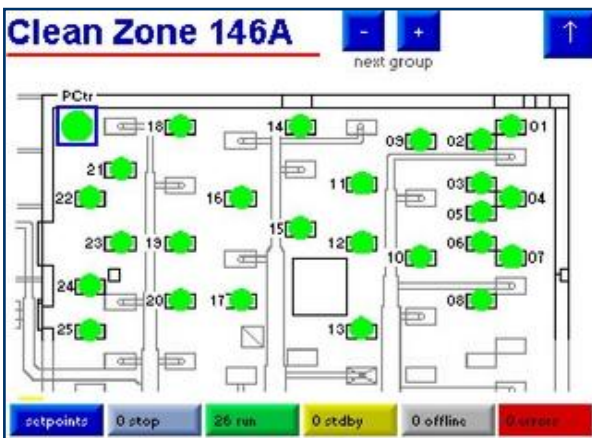 Clean Zone 146A
- +
next group
↑
PCtr
18 14 01
09 02
21
22 16 11 03 04
05
15
23 19 12 06
10 07
24
20 17 08
25 13
setpoints 0 stop 26 run 0 stdby 0 offline 0 errors